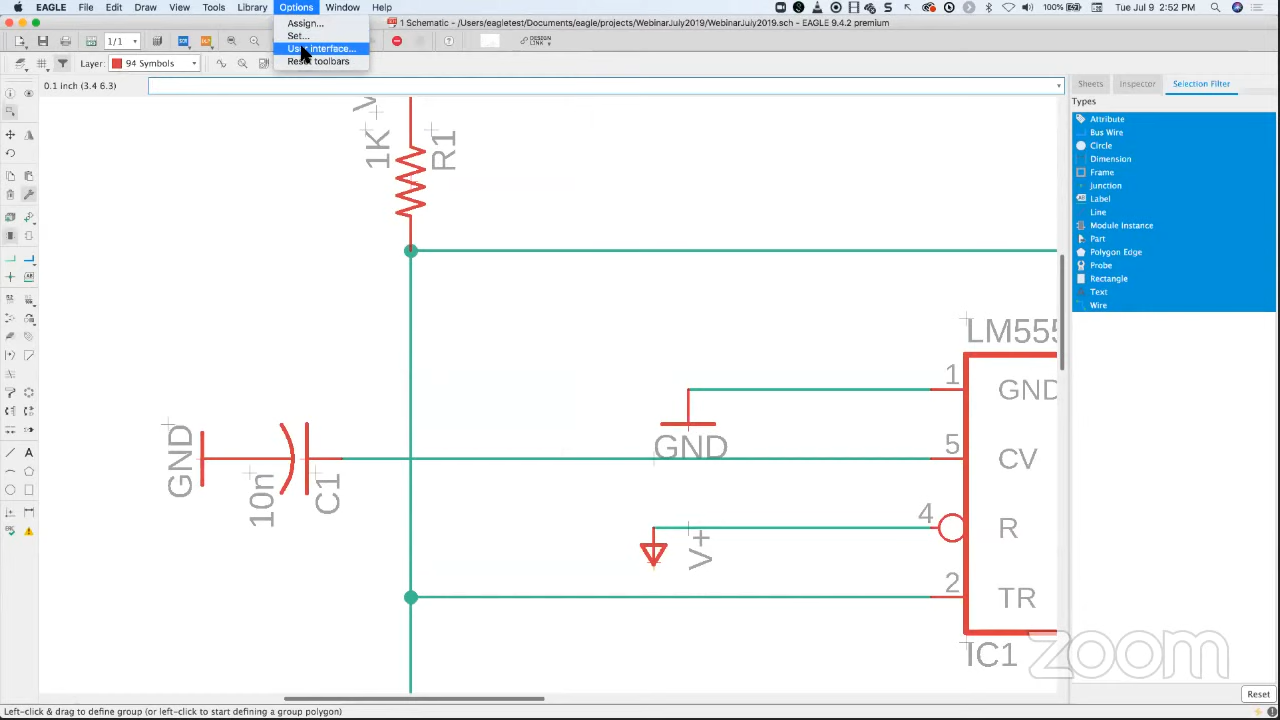 EAGLE File Edit Draw View Tools Library Options Window Help
100% Tue Jul 9 2:52 PM
1 Schematic - /Users/eagletest/Documents/eagle/projects/WebinarJuly2019/WebinarJuly2019.sch - EAGLE 9.4.2 premium
Assign...
Set...
User interface...
Reset toolbars
1/1
DESIGN
LINK
Layer: 94 Symbols
0.1 inch (3.4 6.3)
Sheets Inspector Selection Filter
Types
Attribute
Bus Wire
Circle
Dimension
Frame
Junction
Label
Line
Module Instance
Part
Polygon Edge
Probe
Rectangle
Text
Wire
V
1K
R1
LM555
1
GND
GND
5
CV
GND
10n
C1
4
R
V+
2
TR
IC1
zoom
Reset
Left-click & drag to define group (or left-click to start defining a group polygon)